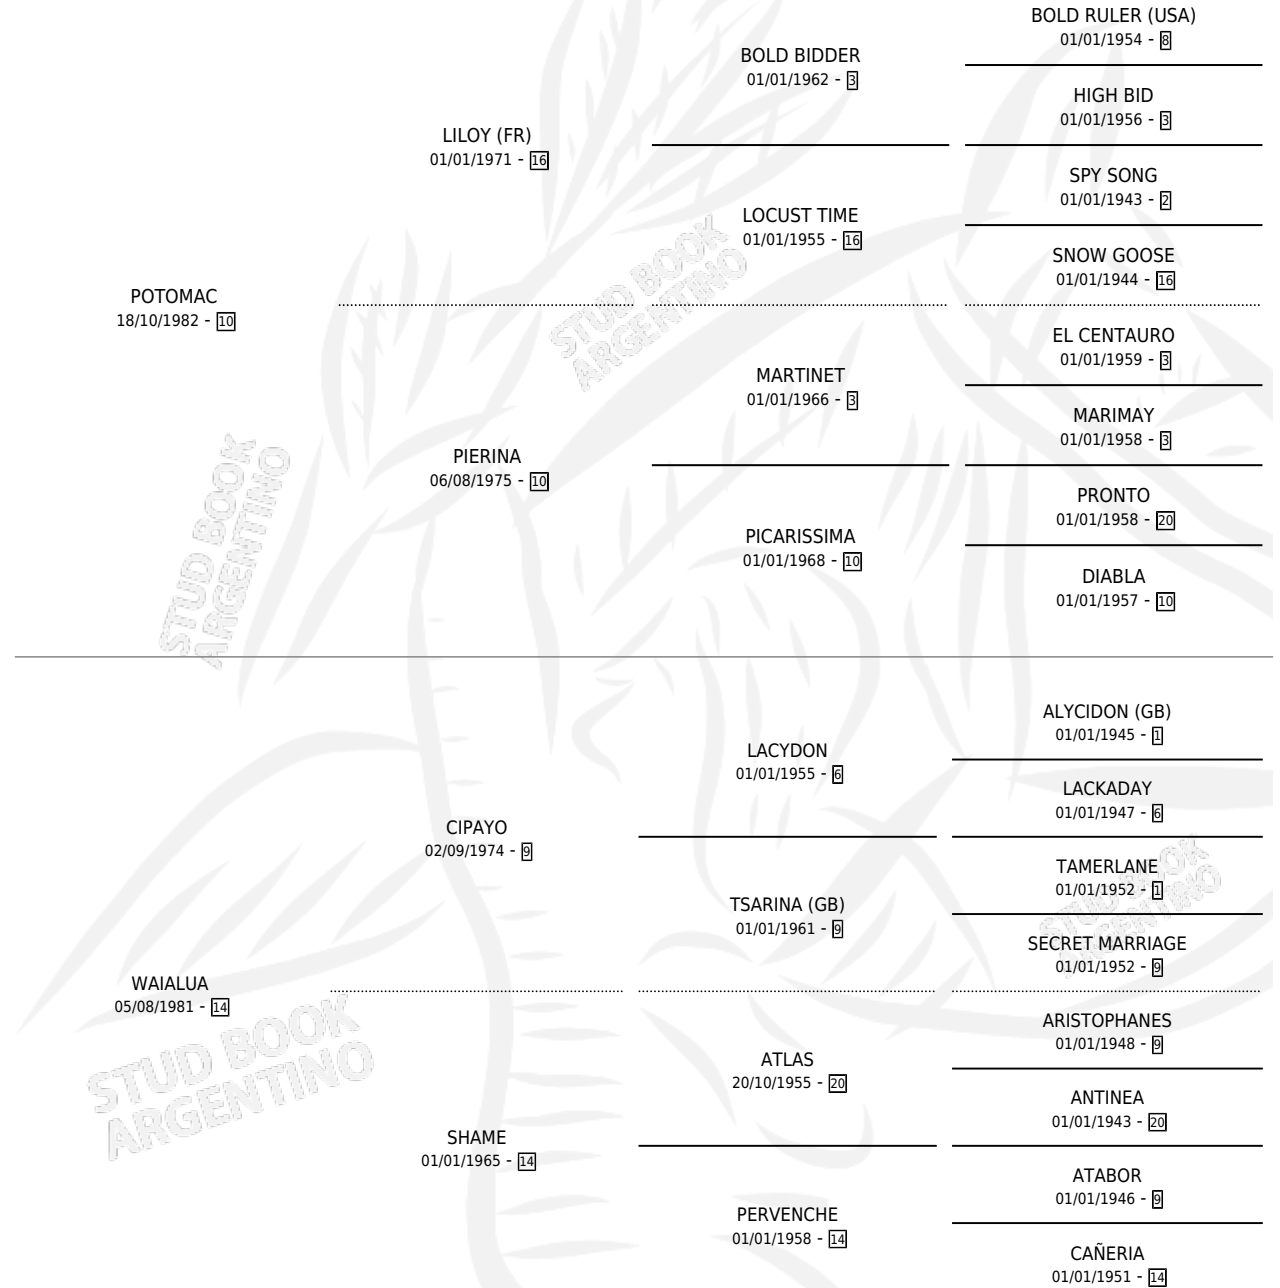 BOLD RULER (USA)
01/01/1954 - 8
BOLD BIDDER
01/01/1962 - 3
HIGH BID
01/01/1956 - 3
LILOY (FR)
01/01/1971 - 16
SPY SONG
01/01/1943 - 2
LOCUST TIME
01/01/1955 - 16
SNOW GOOSE
01/01/1944 - 16
POTOMAC
18/10/1982 - 10
EL CENTAURO
01/01/1959 - 3
MARTINET
01/01/1966 - 3
MARIMAY
01/01/1958 - 3
PIERINA
06/08/1975 - 10
PRONTO
01/01/1958 - 20
PICARISSIMA
01/01/1968 - 10
DIABLA
01/01/1957 - 10
STUD BOOK
ARGENTINO
STUD BOOK
ARGENTINO
ALYCIDON (GB)
01/01/1945 - 1
LACYDON
01/01/1955 - 6
LACKADAY
01/01/1947 - 6
CIPAYO
02/09/1974 - 9
TAMERLANE
01/01/1952 - 1
TSARINA (GB)
01/01/1961 - 9
SECRET MARRIAGE
01/01/1952 - 9
WAIALUA
05/08/1981 - 14
ARISTOPHANES
01/01/1948 - 9
ATLAS
20/10/1955 - 20
ANTINEA
01/01/1943 - 20
SHAME
01/01/1965 - 14
ATABOR
01/01/1946 - 9
PERVENCHE
01/01/1958 - 14
CAÑERIA
01/01/1951 - 14
STUD BOOK
ARGENTINO
STUD BOOK
ARGENTINO